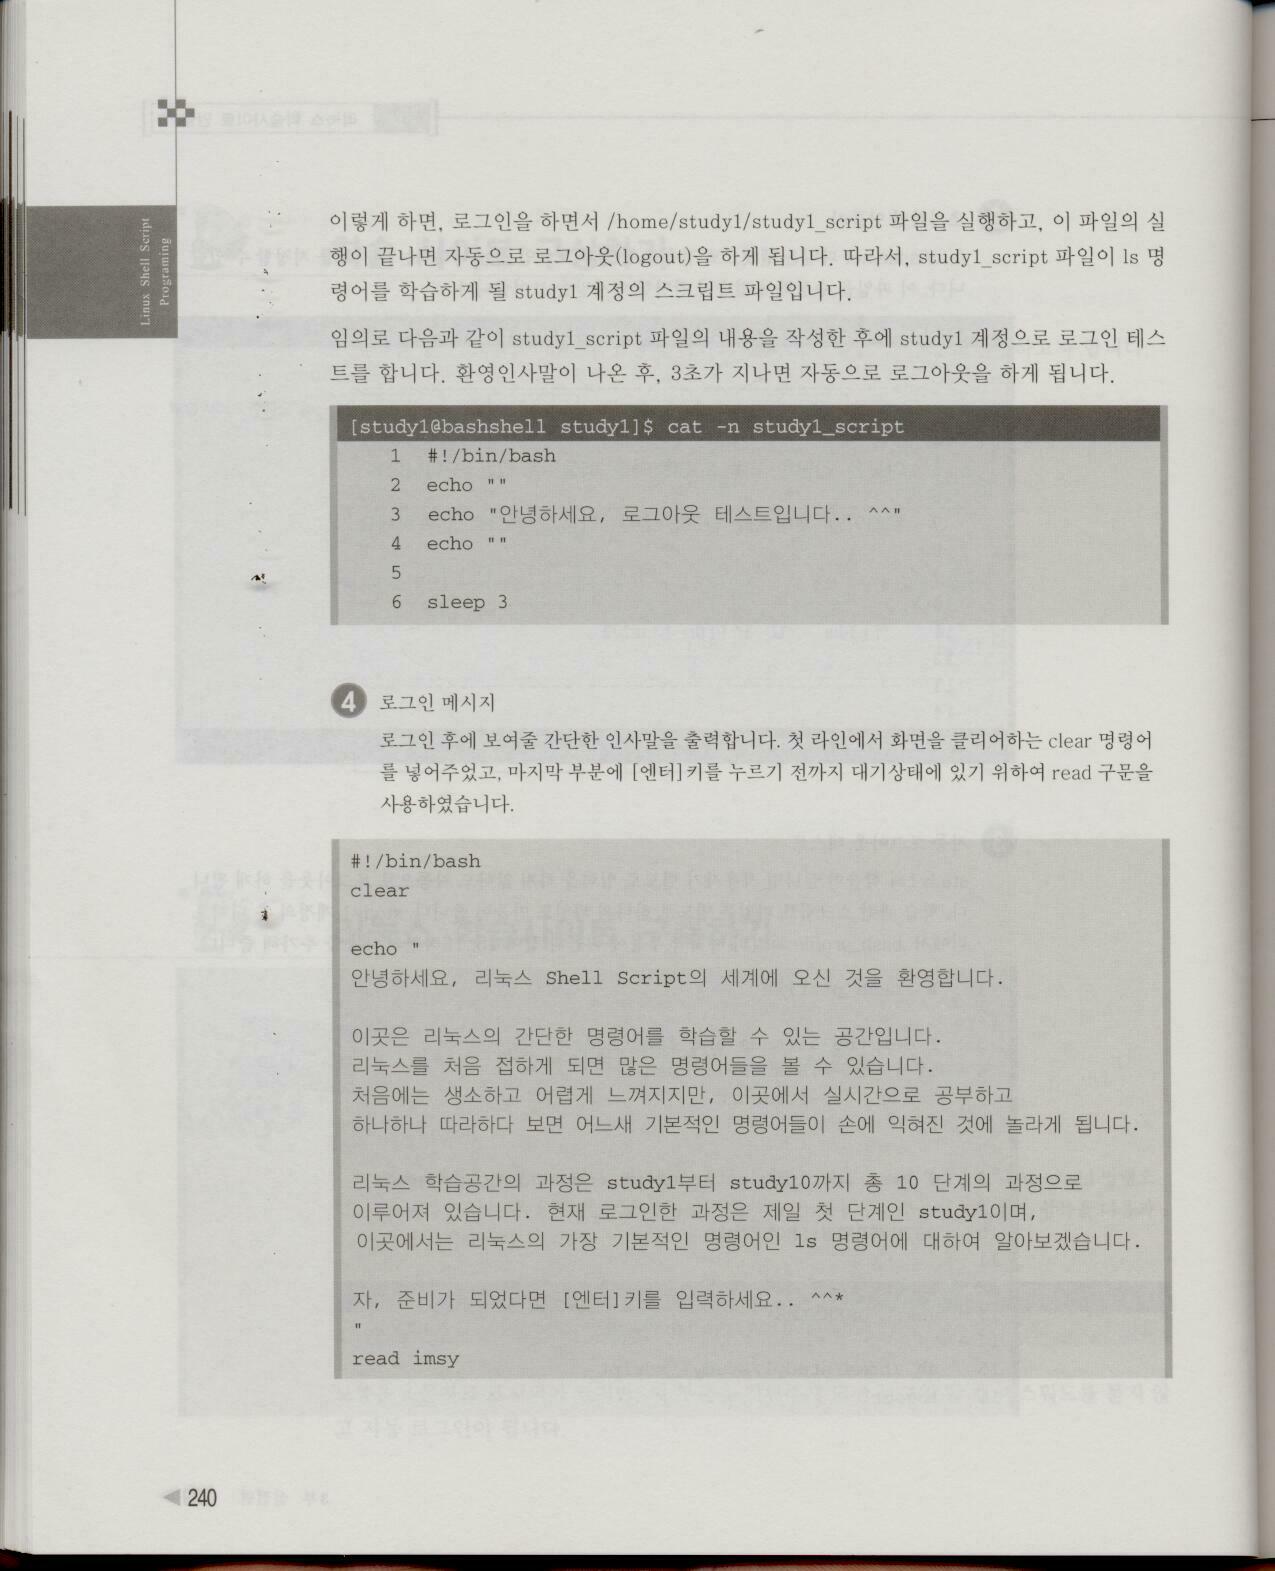 Linux Shell Script
Programing
이렇게 하면, 로그인을 하면서 /home/study1/study1_script 파일을 실행하고, 이 파일의 실
행이 끝나면 자동으로 로그아웃(logout)을 하게 됩니다. 따라서, study1_script 파일이 ls 명
령어를 학습하게 될 study1 계정의 스크립트 파일입니다.
임의로 다음과 같이 study1_script 파일의 내용을 작성한 후에 study1 계정으로 로그인 테스
트를 합니다. 환영인사말이 나온 후, 3초가 지나면 자동으로 로그아웃을 하게 됩니다.
[study1@bashshell study1]$ cat -n study1_script
1 #!/bin/bash
2 echo ""
3 echo "안녕하세요, 로그아웃 테스트입니다.. ^^"
4 echo ""
5
6 sleep 3
4 로그인 메시지
로그인 후에 보여줄 간단한 인사말을 출력합니다. 첫 라인에서 화면을 클리어하는 clear 명령어
를 넣어주었고, 마지막 부분에 [엔터]키를 누르기 전까지 대기상태에 있기 위하여 read 구문을
사용하였습니다.
#!/bin/bash
clear
echo "
안녕하세요, 리눅스 Shell Script의 세계에 오신 것을 환영합니다.
이곳은 리눅스의 간단한 명령어를 학습할 수 있는 공간입니다.
리눅스를 처음 접하게 되면 많은 명령어들을 볼 수 있습니다.
처음에는 생소하고 어렵게 느껴지지만, 이곳에서 실시간으로 공부하고
하나하나 따라하다 보면 어느새 기본적인 명령어들이 손에 익혀진 것에 놀라게 됩니다.
리눅스 학습공간의 과정은 study1부터 study10까지 총 10 단계의 과정으로
이루어져 있습니다. 현재 로그인한 과정은 제일 첫 단계인 study1이며,
이곳에서는 리눅스의 가장 기본적인 명령어인 ls 명령어에 대하여 알아보겠습니다.
자, 준비가 되었다면 [엔터]키를 입력하세요.. ^^*
"
read imsy
240